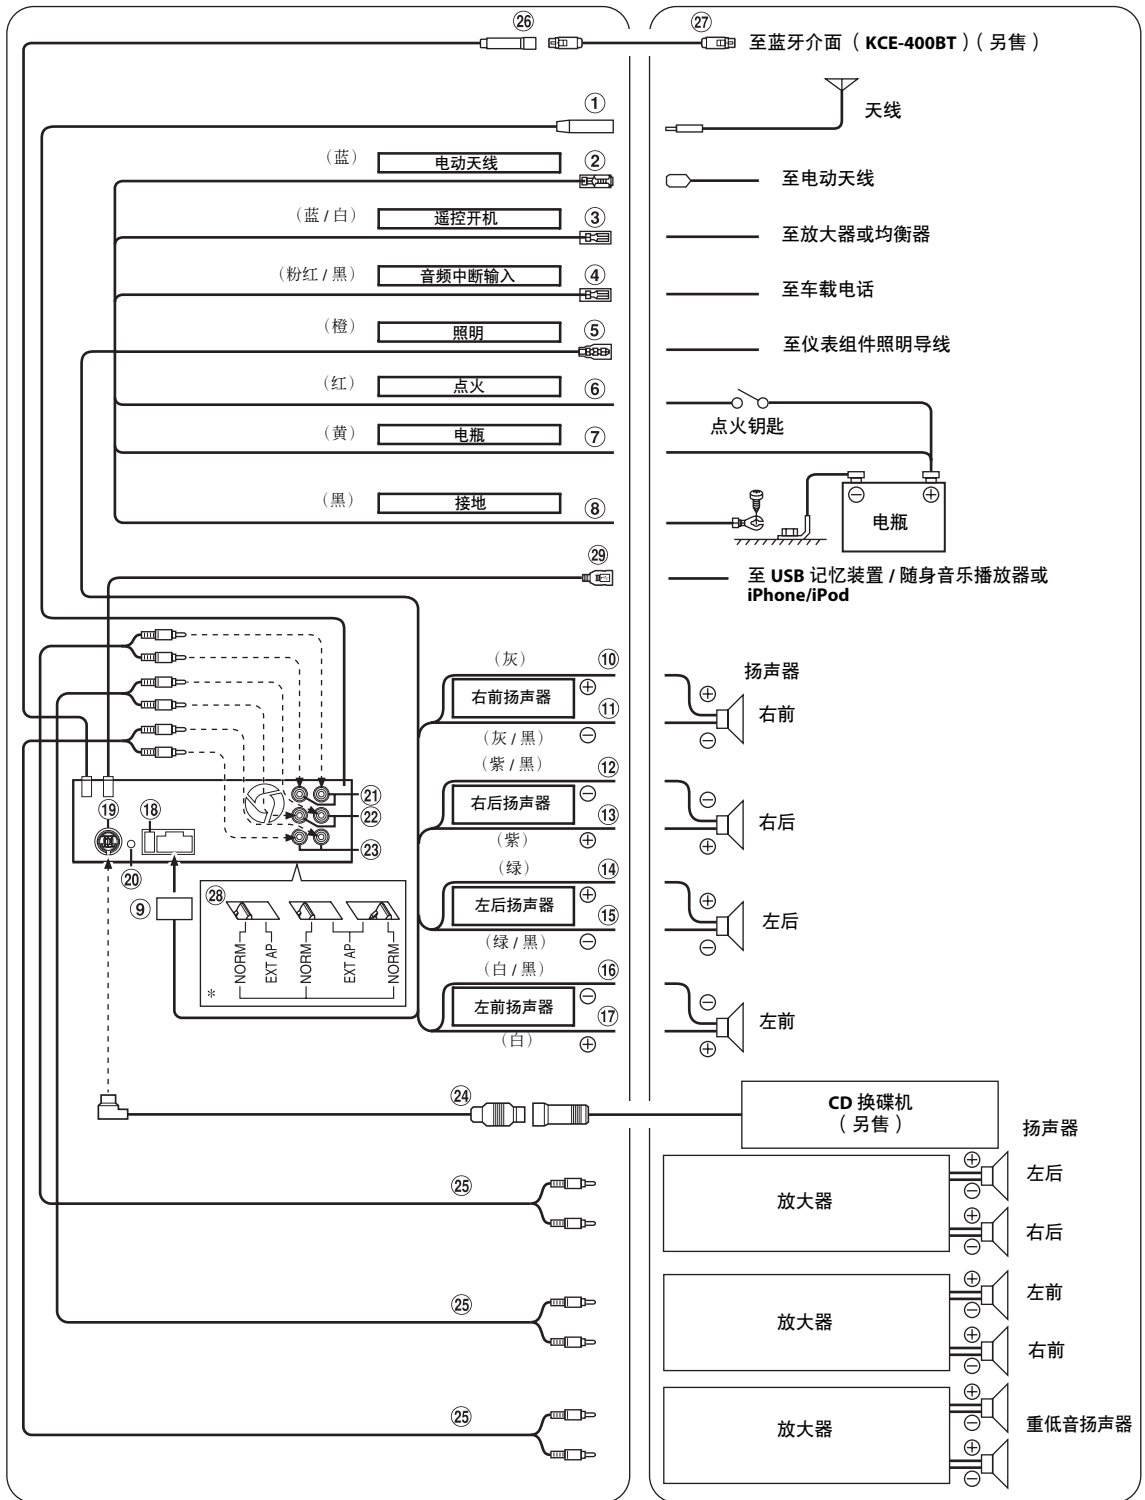 ㉖
㉗
至蓝牙介面（ KCE-400BT ）( 另售 ）
①
天线
（蓝） 电动天线 ②
至电动天线
（蓝 / 白） 遥控开机 ③
至放大器或均衡器
（粉红 / 黑） 音频中断输入 ④
至车载电话
（橙） 照明 ⑤
至仪表组件照明导线
（红） 点火 ⑥
点火钥匙
（黄） 电瓶 ⑦
（黑） 接地 ⑧
⊖ ⊕
电瓶
㉙
至 USB 记忆装置 / 随身音乐播放器或
iPhone/iPod
（灰） ⑩
右前扬声器 ⊕
⑪
（灰 / 黑） ⊖
扬声器
⊕
右前
⊖
（紫 / 黑） ⑫
右后扬声器 ⊖
⑬
（紫） ⊕
⊖
右后
⊕
（绿） ⑭
左后扬声器 ⊕
⑮
（绿 / 黑） ⊖
⊕
左后
⊖
（白 / 黑） ⑯
左前扬声器 ⊖
⑰
（白） ⊕
⊖
左前
⊕
⑲ ⑱
⑳
㉑
㉒
㉓
⑨
㉘
NORM
EXT AP
NORM
EXT AP
NORM
*
㉔
CD 换碟机
（ 另售 ）
扬声器
㉕
放大器
⊕
左后
⊖
⊕
右后
⊖
㉕
放大器
⊕
左前
⊖
⊕
右前
⊖
㉕
放大器
⊕
⊖
重低音扬声器
⊕
⊖